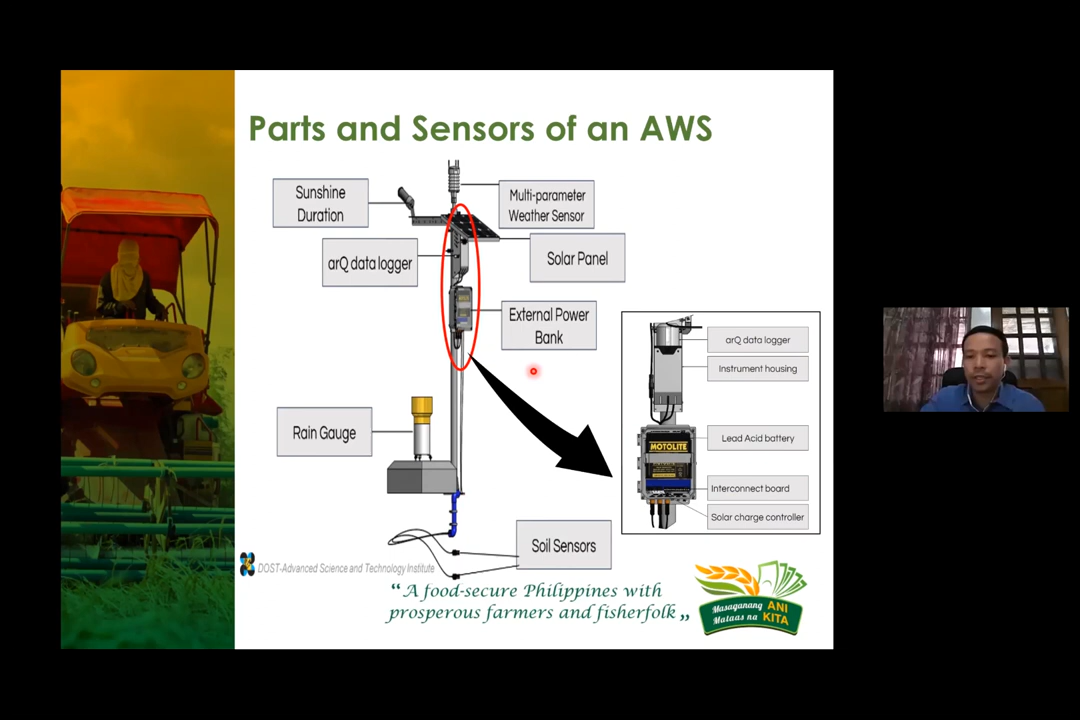 Parts and Sensors of an AWS
Sunshine
Duration
Multi-parameter
Weather Sensor
arQ data logger
Solar Panel
External Power
Bank
Rain Gauge
Soil Sensors
arQ data logger
Instrument housing
Lead Acid battery
MOTOLITE
Interconnect board
Solar charge controller
DOST-Advanced Science and Technology Institute
“A food-secure Philippines with
prosperous farmers and fisherfolk„
Masaganang ANI
Mataas na KITA